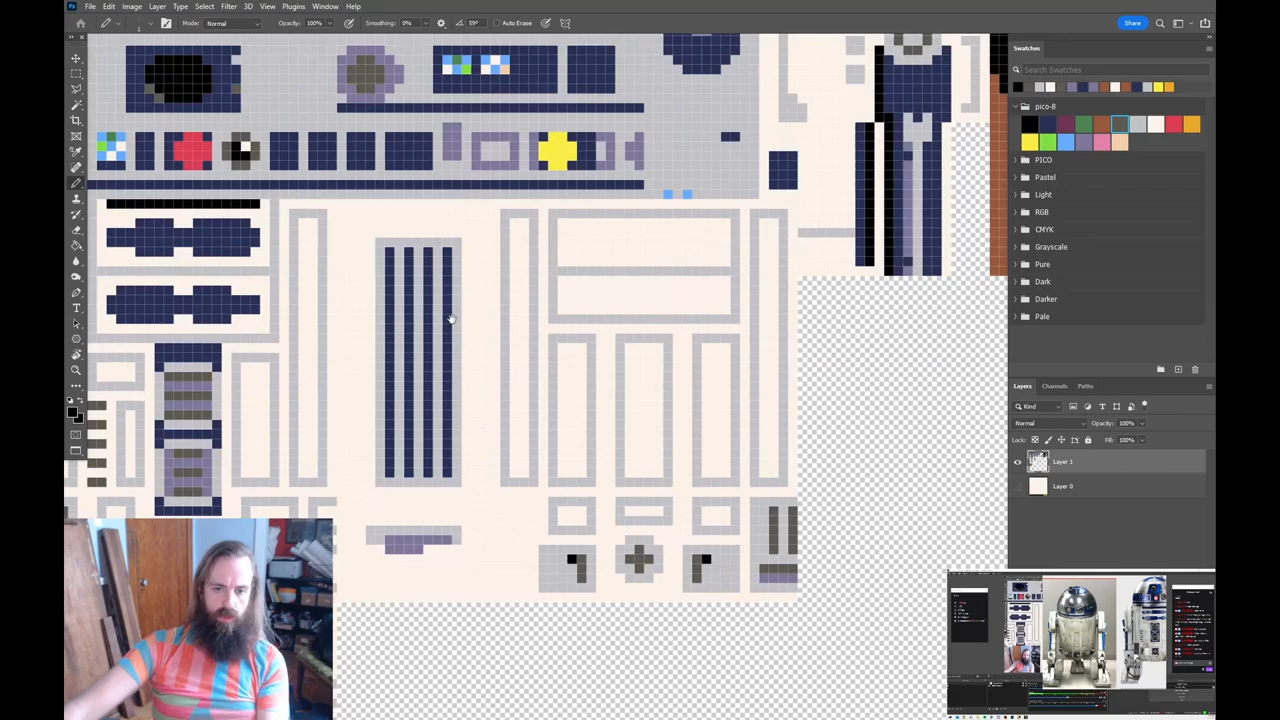 Ps File Edit Image Layer Type Select Filter 3D View Plugins Window Help
Mode: Normal Opacity: 100% Smoothing: 0% 59° Auto Erase Share
Swatches
Search Swatches
pico-8
PICO
Pastel
Light
RGB
CMYK
Grayscale
Pure
Dark
Darker
Pale
Layers Channels Paths
Kind
Normal Opacity: 100%
Lock: Fill: 100%
Layer 1
Layer 0